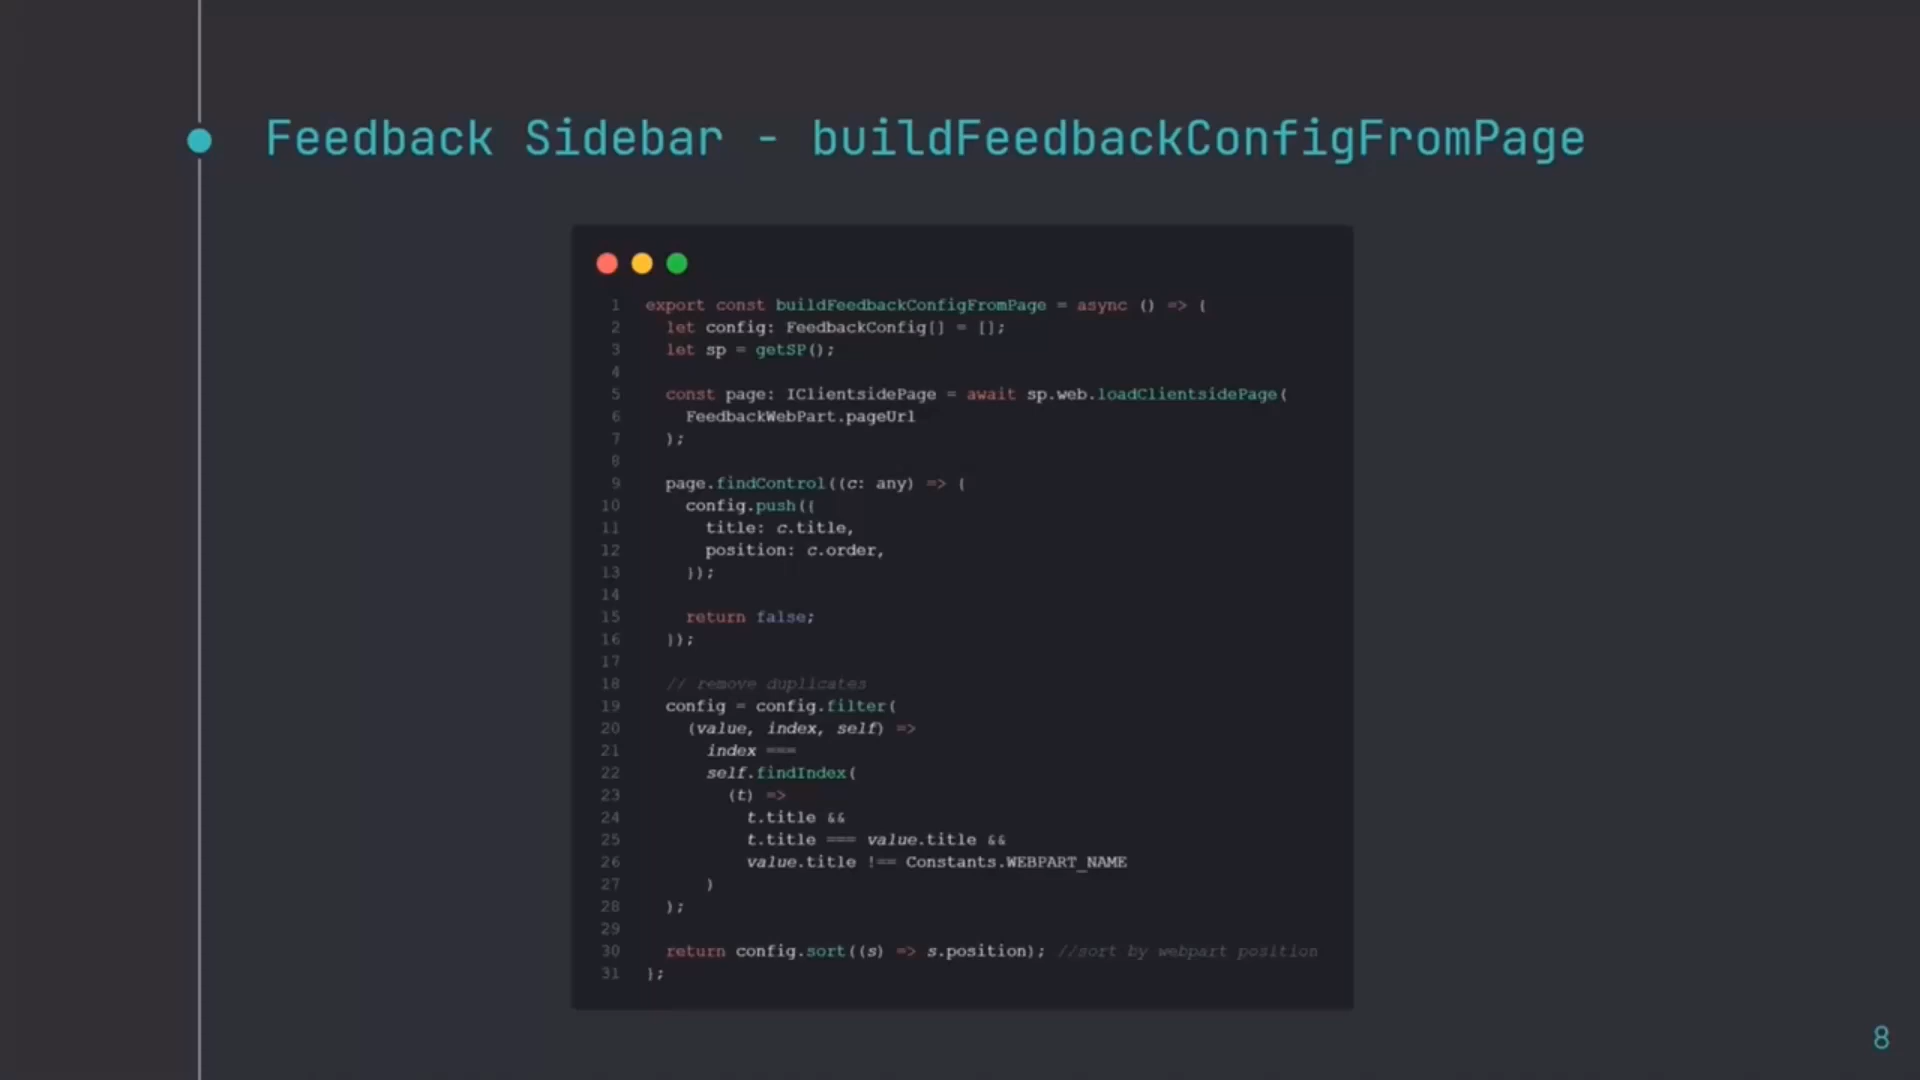 Feedback Sidebar - buildFeedbackConfigFromPage
1 export const buildFeedbackConfigFromPage = async () => {
2   let config: FeedbackConfig[] = [];
3   let sp = getSP();
4
5   const page: IClientsidePage = await sp.web.loadClientsidePage(
6     FeedbackWebPart.pageUrl
7   );
8
9   page.findControl((c: any) => {
10     config.push({
11       title: c.title,
12       position: c.order,
13     });
14
15     return false;
16   });
17
18   // remove duplicates
19   config = config.filter(
20     (value, index, self) =>
21       index ===
22       self.findIndex(
23         (t) =>
24           t.title &&
25           t.title === value.title &&
26           value.title !== Constants.WEBPART_NAME
27       )
28   );
29
30   return config.sort((s) => s.position); //sort by webpart position
31 };
8